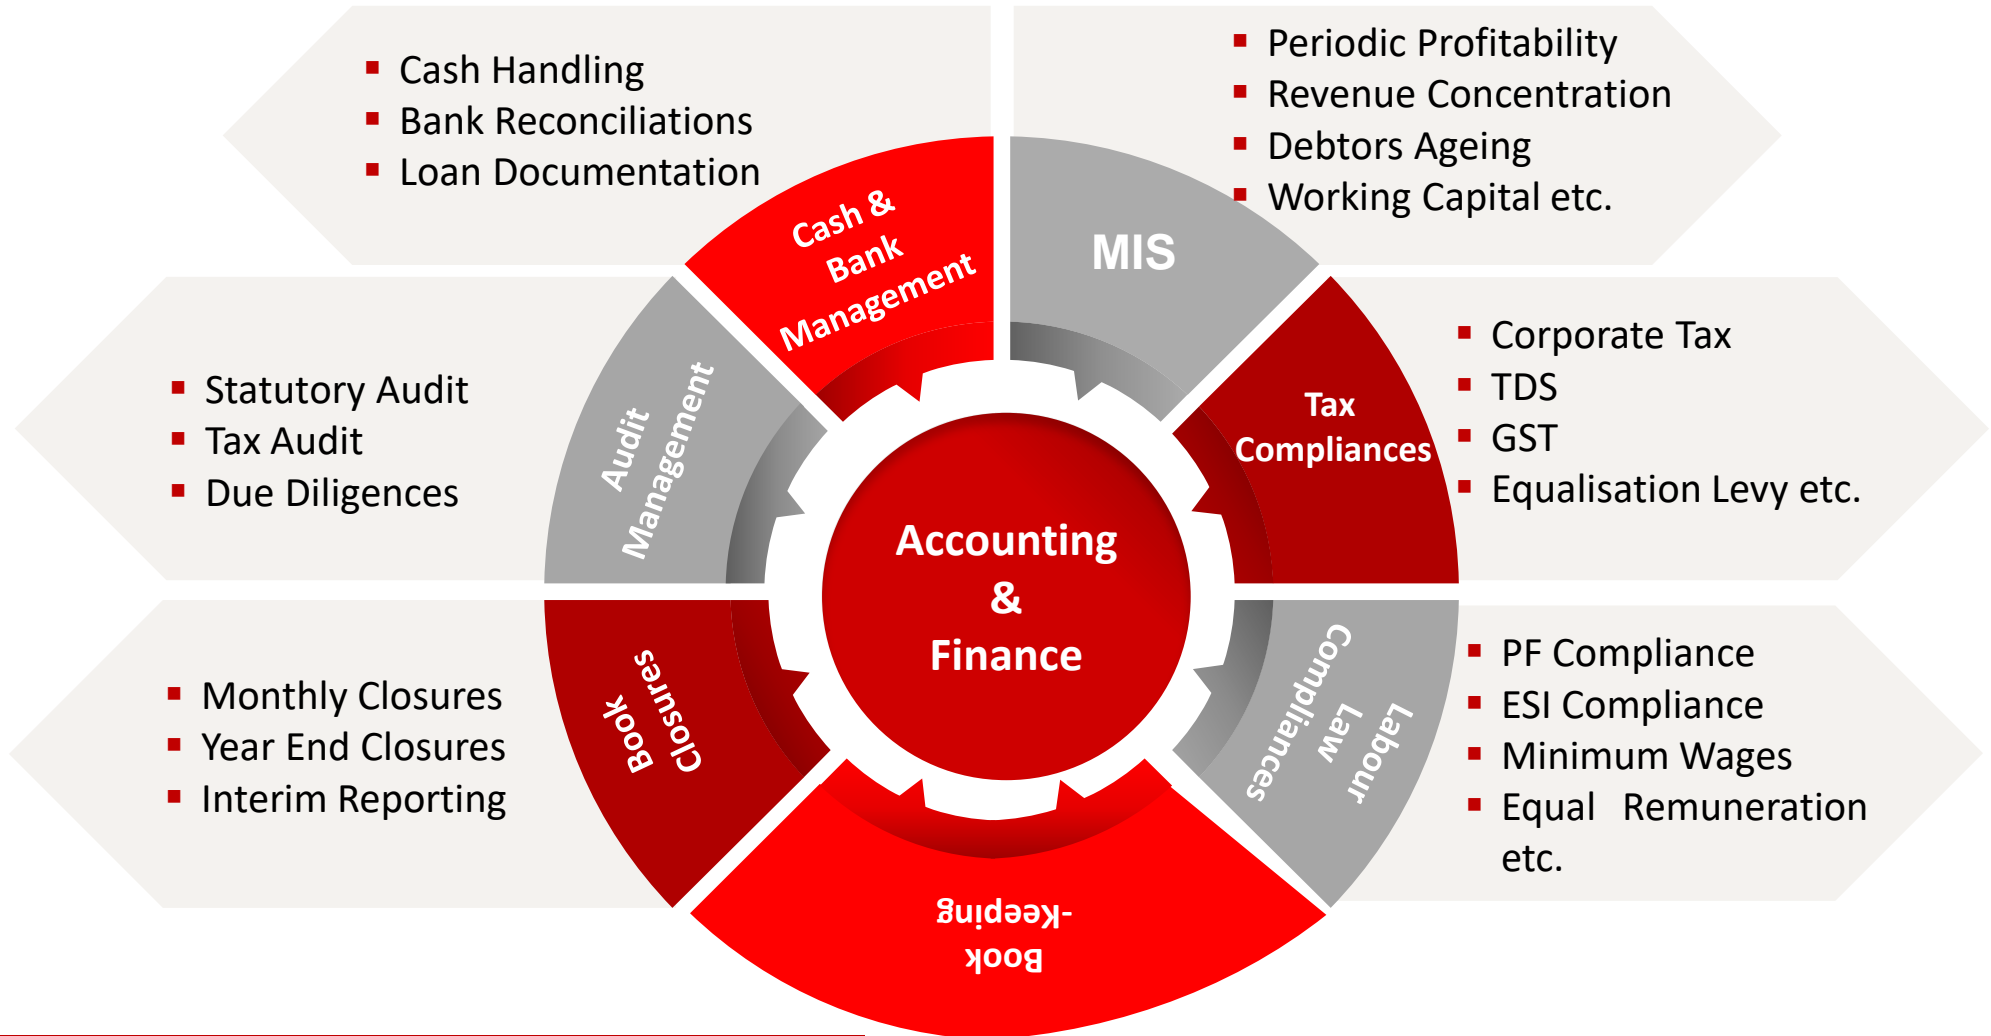 Cash Handling
Bank Reconciliations
Loan Documentation
Periodic Profitability
Revenue Concentration
Debtors Ageing
Working Capital etc.
Cash &
Bank
Management
MIS
Statutory Audit
Tax Audit
Due Diligences
Audit
Management
Tax
Compliances
Corporate Tax
TDS
GST
Equalisation Levy etc.
Accounting
&
Finance
Monthly Closures
Year End Closures
Interim Reporting
Book
Closures
Labour
Law
Compliances
PF Compliance
ESI Compliance
Minimum Wages
Equal Remuneration
etc.
Book
-Keeping